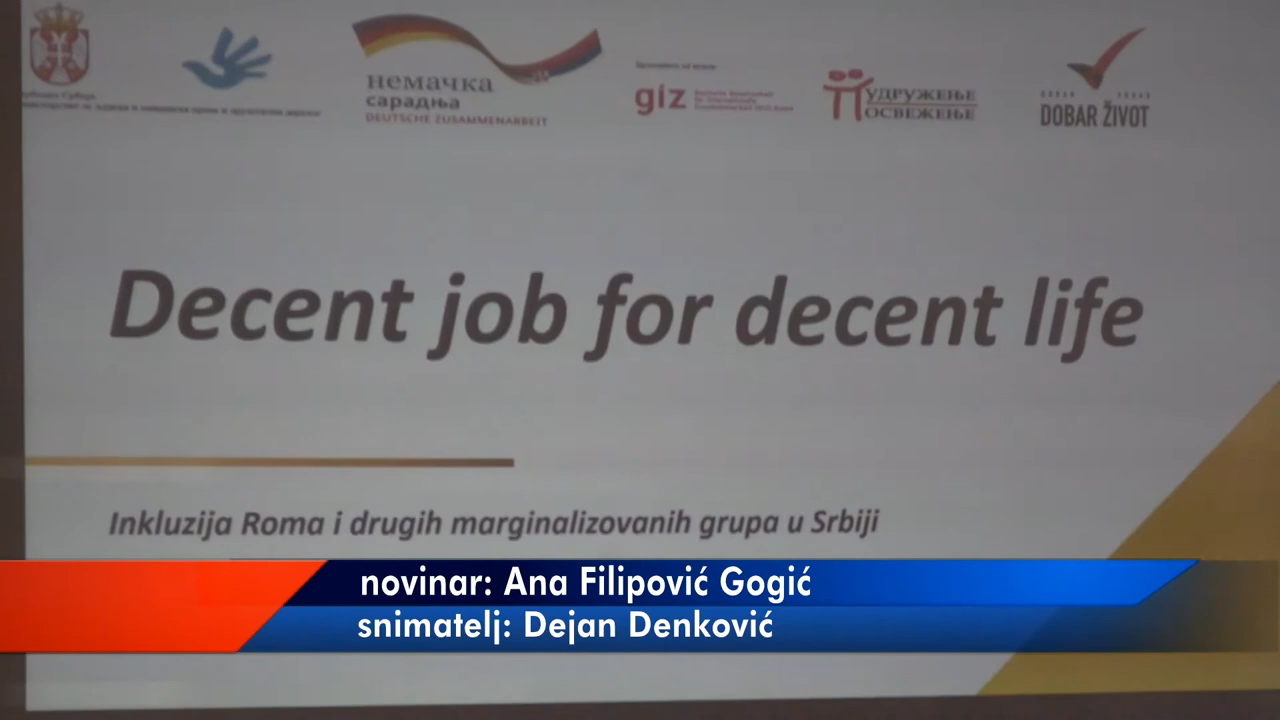 немачка
сарадња
DEUTSCHE ZUSAMMENARBEIT
giz
УДРУЖЕЊЕ
ОСВЕЖЕЊЕ
DOBAR ŽIVOT
Decent job for decent life
Inkluzija Roma i drugih marginalizovanih grupa u Srbiji
novinar: Ana Filipović Gogić
snimatelj: Dejan Denković